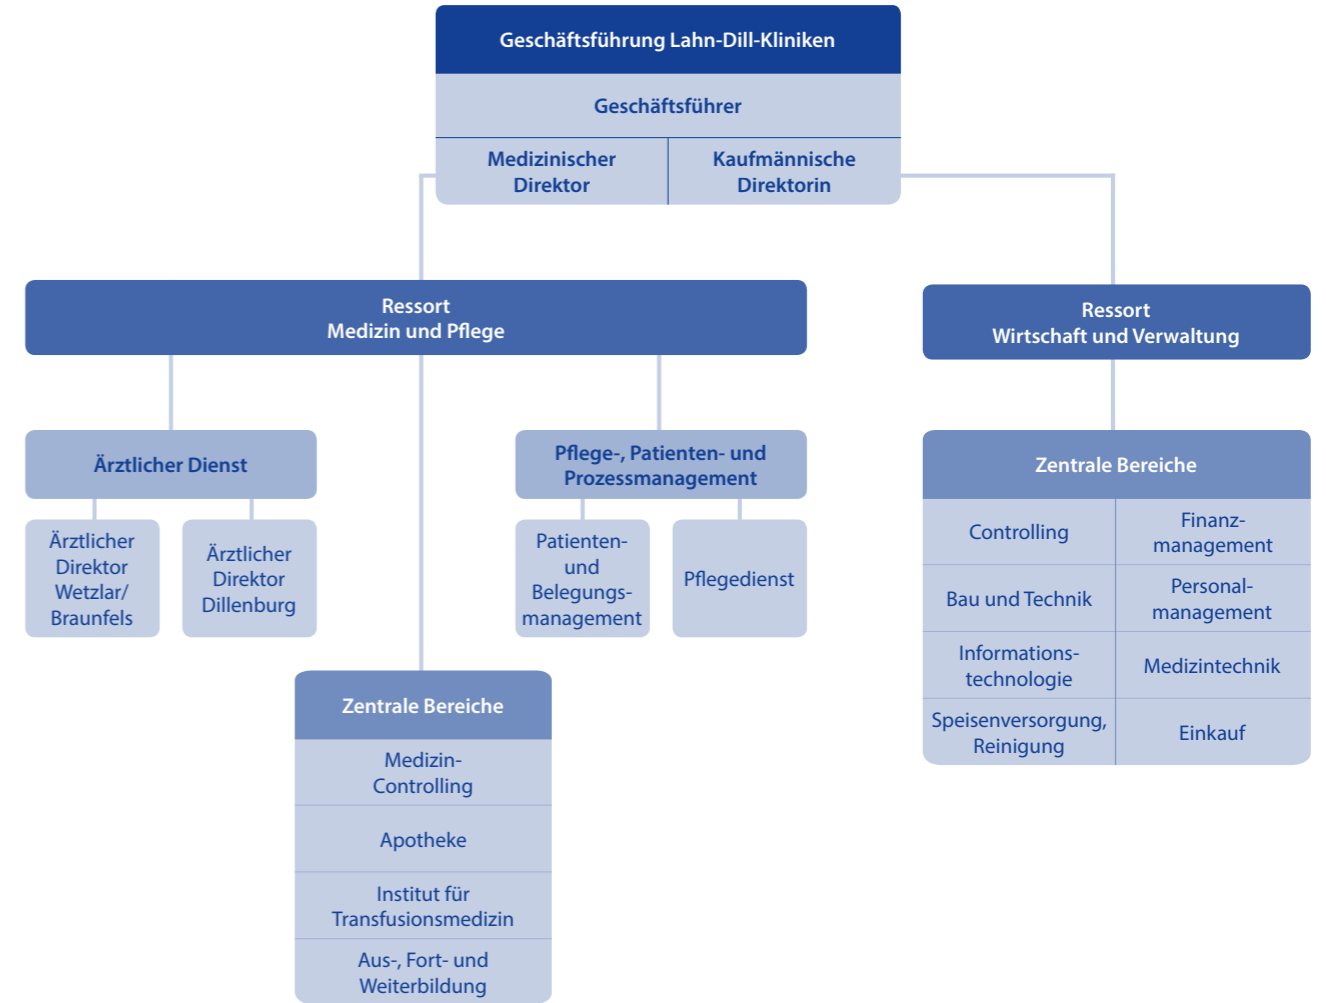 Geschäftsführung Lahn-Dill-Kliniken
Geschäftsführer
Medizinischer
Direktor
Kaufmännische
Direktorin
Ressort
Medizin und Pflege
Ressort
Wirtschaft und Verwaltung
Ärztlicher Dienst
Pflege-, Patienten- und
Prozessmanagement
Ärztlicher
Direktor
Wetzlar/
Braunfels
Ärztlicher
Direktor
Dillenburg
Patienten-
und
Belegungs-
management
Pflegedienst
Zentrale Bereiche
Medizin-
Controlling
Apotheke
Institut für
Transfusionsmedizin
Aus-, Fort- und
Weiterbildung
Zentrale Bereiche
Controlling
Finanz-
management
Bau und Technik
Personal-
management
Informations-
technologie
Medizintechnik
Speisenversorgung,
Reinigung
Einkauf